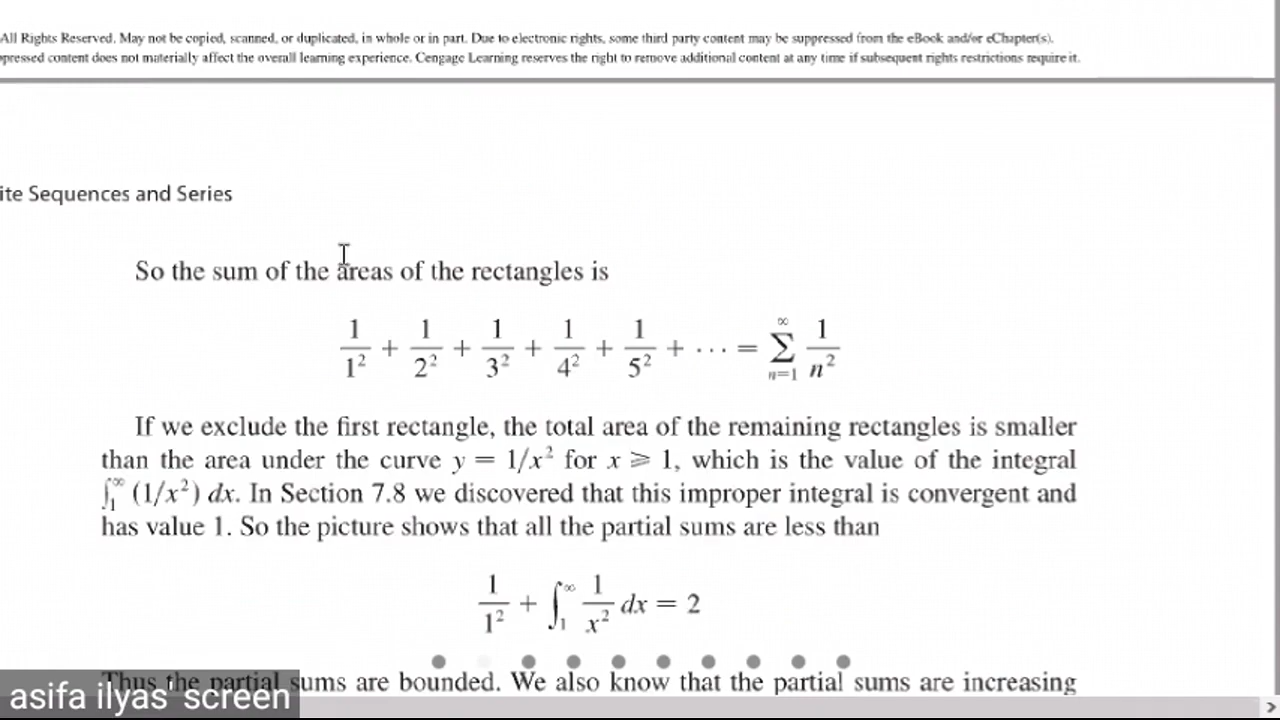 All Rights Reserved. May not be copied, scanned, or duplicated, in whole or in part. Due to electronic rights, some third party content may be suppressed from the eBook and/or eChapter(s).
pressed content does not materially affect the overall learning experience. Cengage Learning reserves the right to remove additional content at any time if subsequent rights restrictions require it.
ite Sequences and Series
So the sum of the areas of the rectangles is
1/1² + 1/2² + 1/3² + 1/4² + 1/5² + ··· = ∑_{n=1}^{∞} 1/n²
If we exclude the first rectangle, the total area of the remaining rectangles is smaller
than the area under the curve y = 1/x² for x ⩾ 1, which is the value of the integral
∫₁^∞ (1/x²) dx. In Section 7.8 we discovered that this improper integral is convergent and
has value 1. So the picture shows that all the partial sums are less than
1/1² + ∫₁^∞ 1/x² dx = 2
Thus the partial sums are bounded. We also know that the partial sums are increasing
asifa ilyas' screen